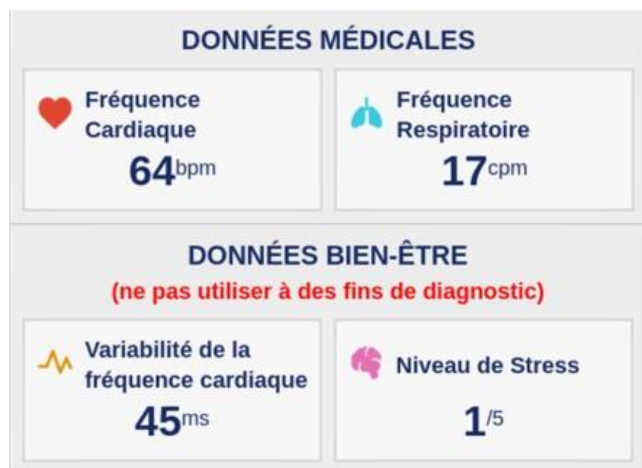 DONNÉES MÉDICALES
Fréquence
Cardiaque
64bpm
Fréquence
Respiratoire
17cpm
DONNÉES BIEN-ÊTRE
(ne pas utiliser à des fins de diagnostic)
Variabilité de la
fréquence cardiaque
45ms
Niveau de Stress
1/5